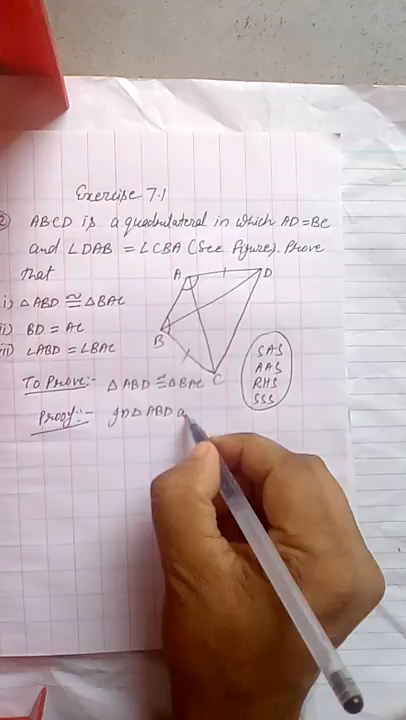 Exercise 7.1
2) ABCD is a quadrilateral in which AD = BC
and ∠DAB = ∠CBA (See figure). Prove
that
i) △ABD ≅ △BAC
ii) BD = AC
iii) ∠ABD = ∠BAC
A
D
B
C
SAS
AAS
RHS
SSS
To Prove:- △ABD ≅ △BAC
Proof:- In △ABD a